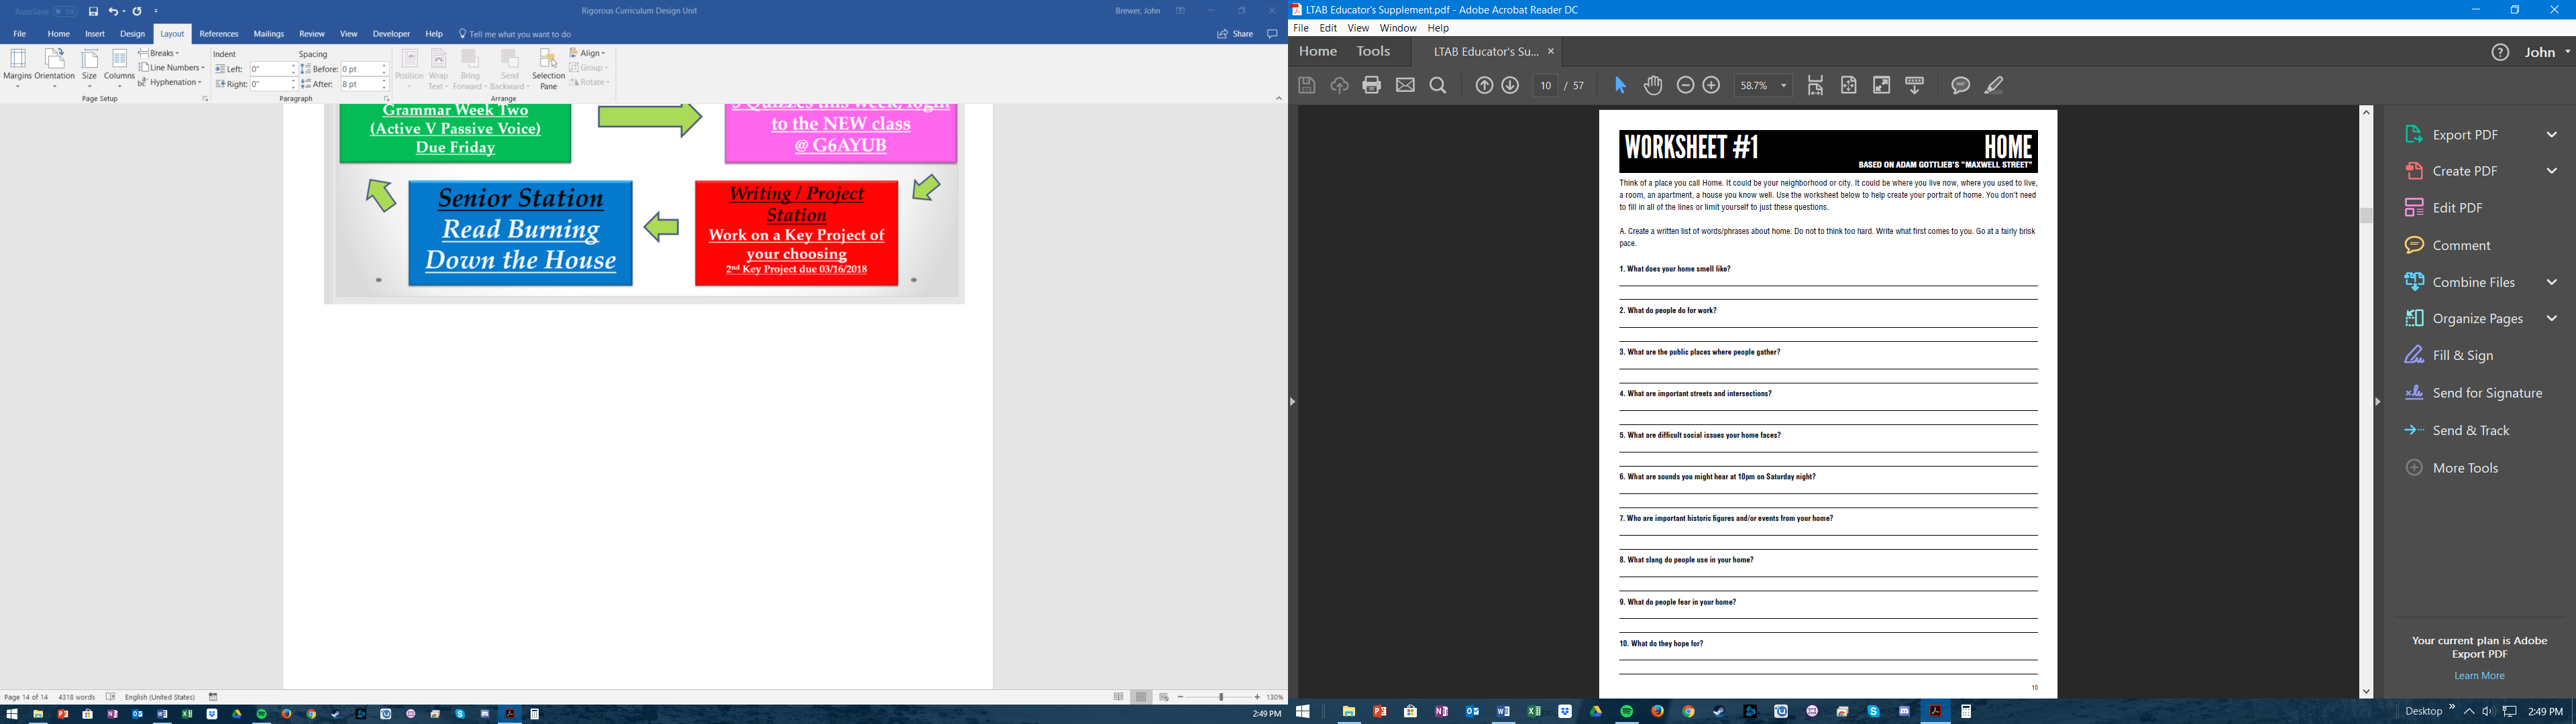 AutoSave Off
Rigorous Curriculum Design Unit
Brewer, John
File Home Insert Design Layout References Mailings Review View Developer Help Tell me what you want to do
Share
Margins Orientation Size Columns
Breaks
Line Numbers
Hyphenation
Page Setup
Indent
Left: 0"
Right: 0"
Spacing
Before: 0 pt
After: 8 pt
Paragraph
Position Wrap Text Bring Forward Send Backward Selection Pane
Align
Group
Rotate
Arrange
Grammar Week Two
(Active V Passive Voice)
Due Friday
3 Quizzes this week, login
to the NEW class
@ G6AYUB
Senior Station
Read Burning
Down the House
Writing / Project
Station
Work on a Key Project of
your choosing
2nd Key Project due 03/16/2018
Page 14 of 14 4318 words English (United States)
130%
2:49 PM
LTAB Educator's Supplement.pdf - Adobe Acrobat Reader DC
File Edit View Window Help
Home Tools LTAB Educator's Su... ×
John
10 / 57
58.7%
WORKSHEET #1 HOME
BASED ON ADAM GOTTLIEB'S "MAXWELL STREET"
Think of a place you call Home. It could be your neighborhood or city. It could be where you live now, where you used to live,
a room, an apartment, a house you know well. Use the worksheet below to help create your portrait of home. You don't need
to fill in all of the lines or limit yourself to just these questions.
A. Create a written list of words/phrases about home. Do not to think too hard. Write what first comes to you. Go at a fairly brisk
pace.
1. What does your home smell like?
2. What do people do for work?
3. What are the public places where people gather?
4. What are important streets and intersections?
5. What are difficult social issues your home faces?
6. What are sounds you might hear at 10pm on Saturday night?
7. Who are important historic figures and/or events from your home?
8. What slang do people use in your home?
9. What do people fear in your home?
10. What do they hope for?
10
Export PDF
Create PDF
Edit PDF
Comment
Combine Files
Organize Pages
Fill & Sign
Send for Signature
Send & Track
More Tools
Your current plan is Adobe
Export PDF
Learn More
Desktop
2:49 PM